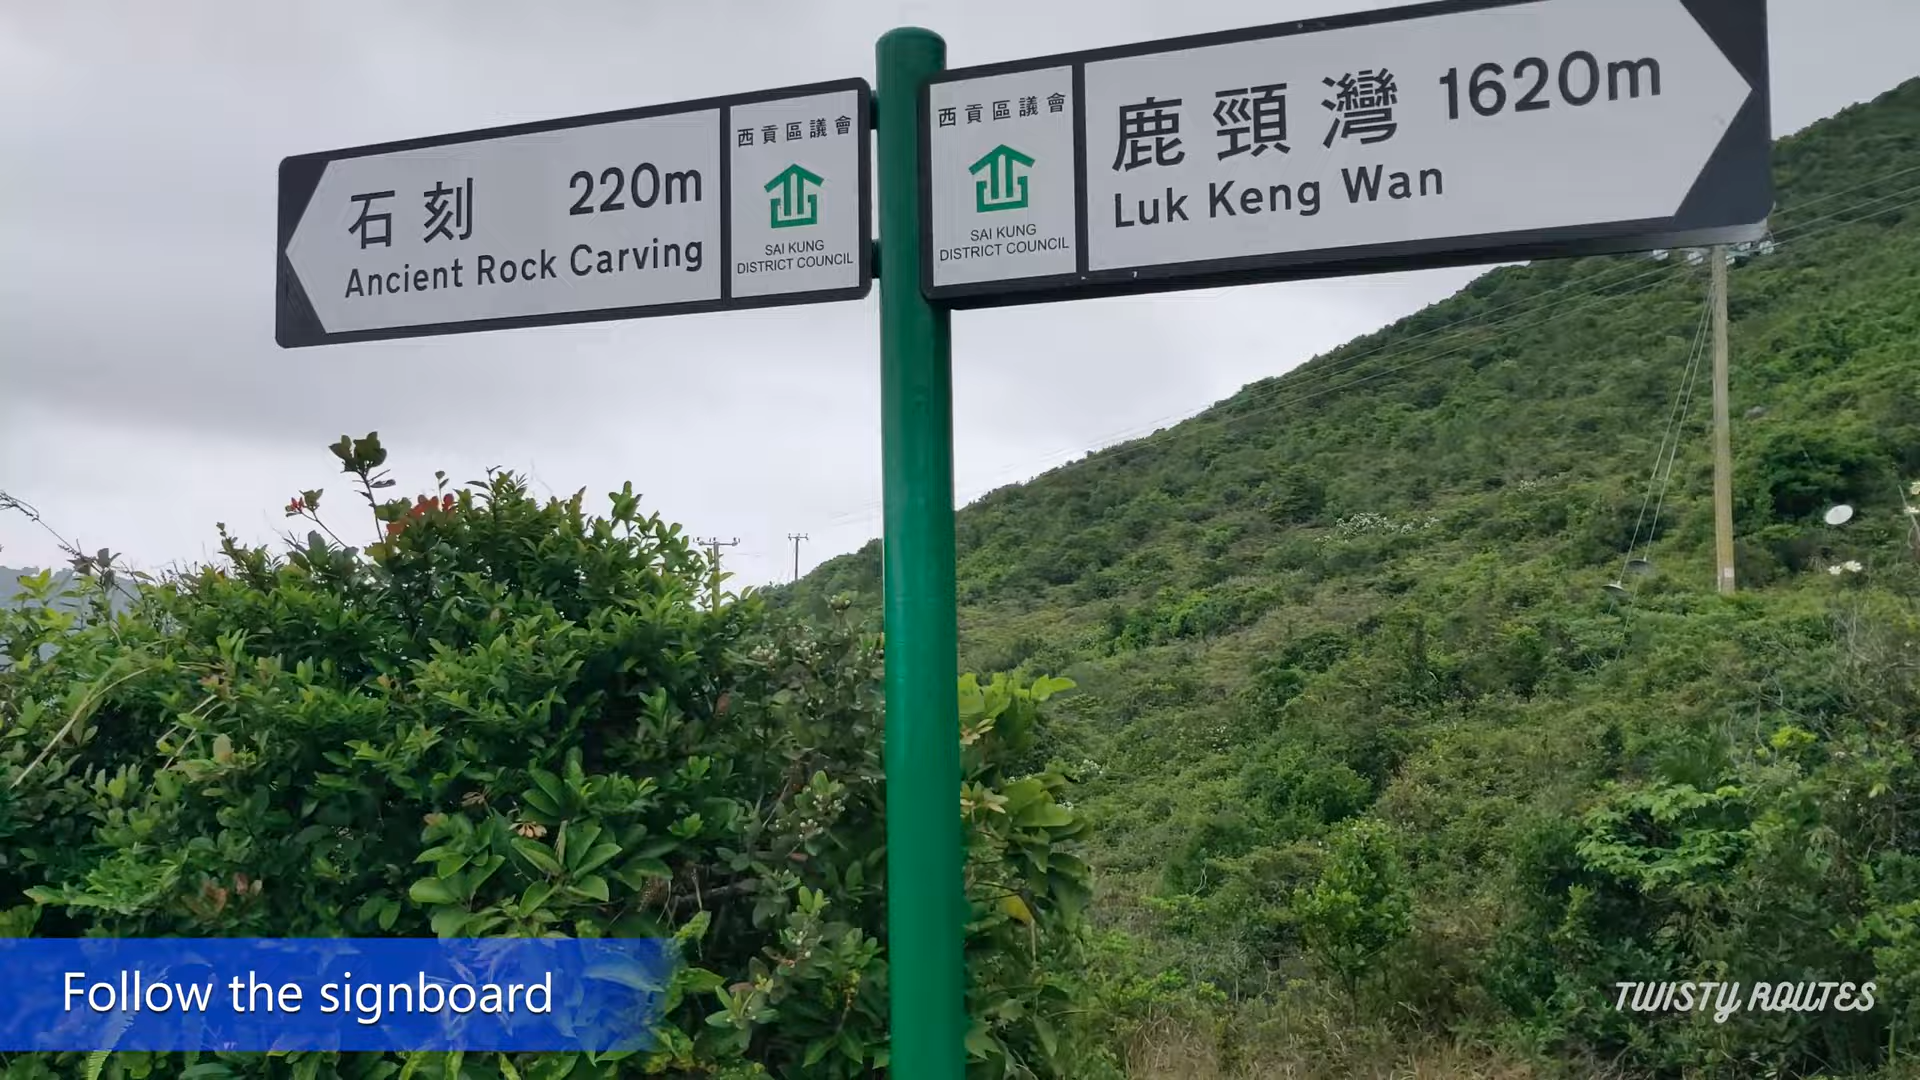 石刻 220m
Ancient Rock Carving
西貢區議會
SAI KUNG
DISTRICT COUNCIL
西貢區議會
SAI KUNG
DISTRICT COUNCIL
鹿頸灣 1620m
Luk Keng Wan
Follow the signboard
TWISTY ROUTES